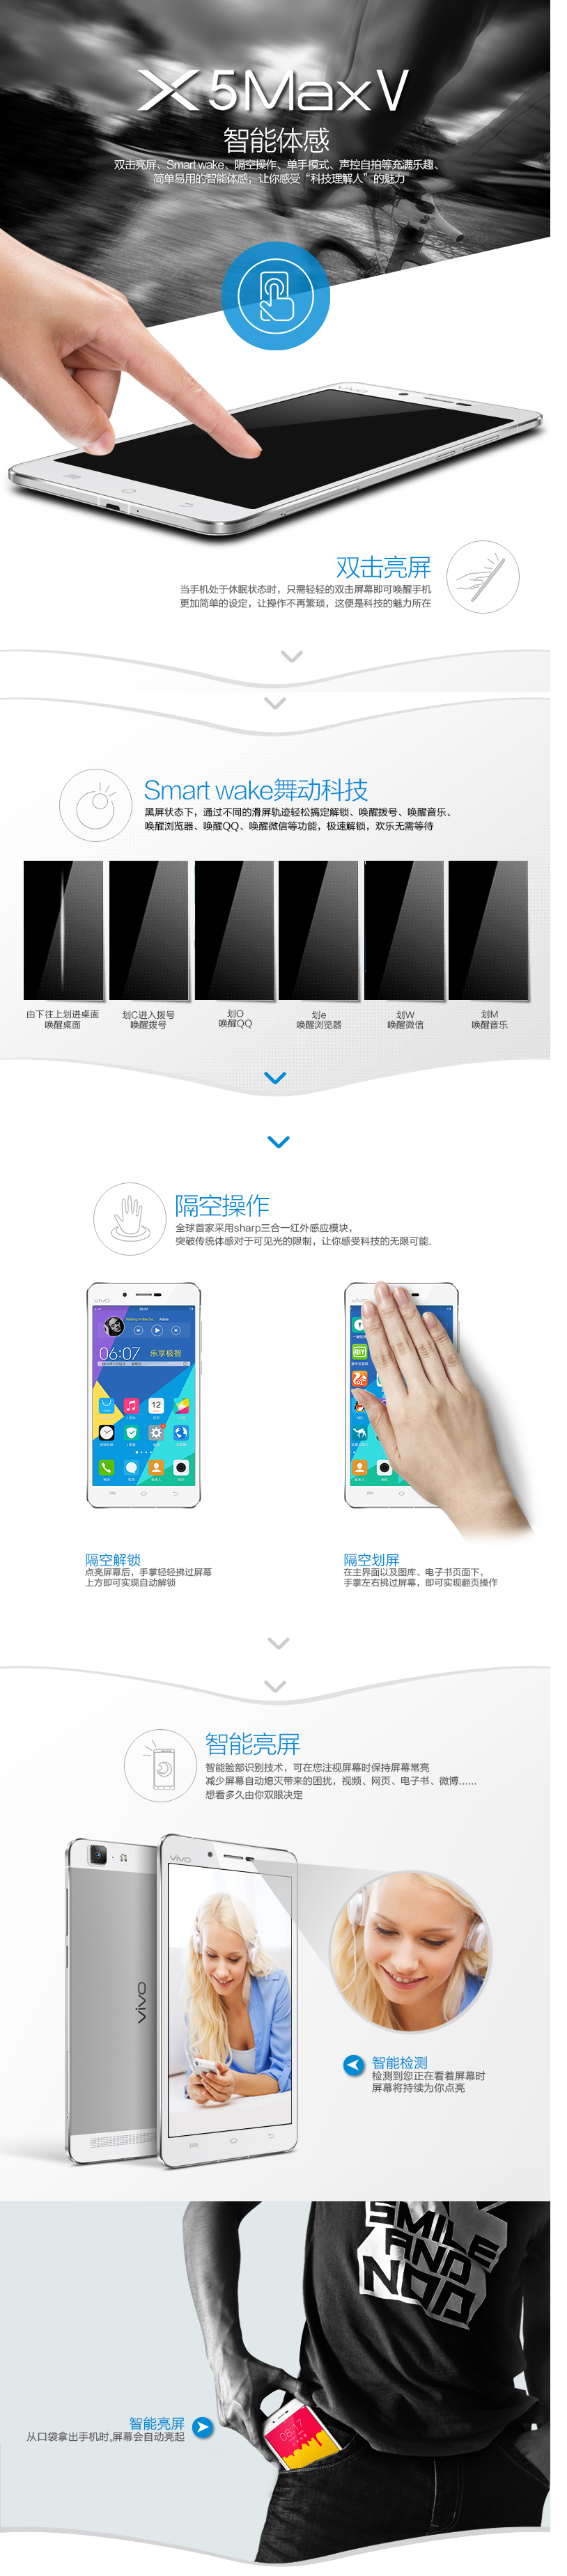 X5MaxV
智能体感
双击亮屏、Smart wake、隔空操作、单手模式、声控自拍等充满乐趣、
简单易用的智能体感，让你感受“科技理解人”的魅力
vivo
双击亮屏
当手机处于休眠状态时，只需轻轻的双击屏幕即可唤醒手机
更加简单的设定，让操作不再繁琐，这便是科技的魅力所在
Smart wake舞动科技
黑屏状态下，通过不同的滑屏轨迹轻松搞定解锁、唤醒拨号、唤醒音乐、
唤醒浏览器、唤醒QQ、唤醒微信等功能，极速解锁，欢乐无需等待
由下往上划进桌面
唤醒桌面
划C进入拨号
唤醒拨号
划O
唤醒QQ
划e
唤醒浏览器
划W
唤醒微信
划M
唤醒音乐
隔空操作
全球首家采用sharp三合一红外感应模块，
突破传统体感对于可见光的限制，让你感受科技的无限可能.
vivo
06:07
乐享极智
12
vivo
隔空解锁
点亮屏幕后，手掌轻轻拂过屏幕
上方即可实现自动解锁
隔空划屏
在主界面以及图库、电子书页面下，
手掌左右拂过屏幕，即可实现翻页操作
智能亮屏
智能脸部识别技术，可在您注视屏幕时保持屏幕常亮
减少屏幕自动熄灭带来的困扰，视频、网页、电子书、微博......
想看多久由你双眼决定
vivo
vivo
智能检测
检测到您正在看着屏幕时
屏幕将持续为你点亮
SMILE
AND
NOD
08:17
智能亮屏
从口袋拿出手机时,屏幕会自动亮起